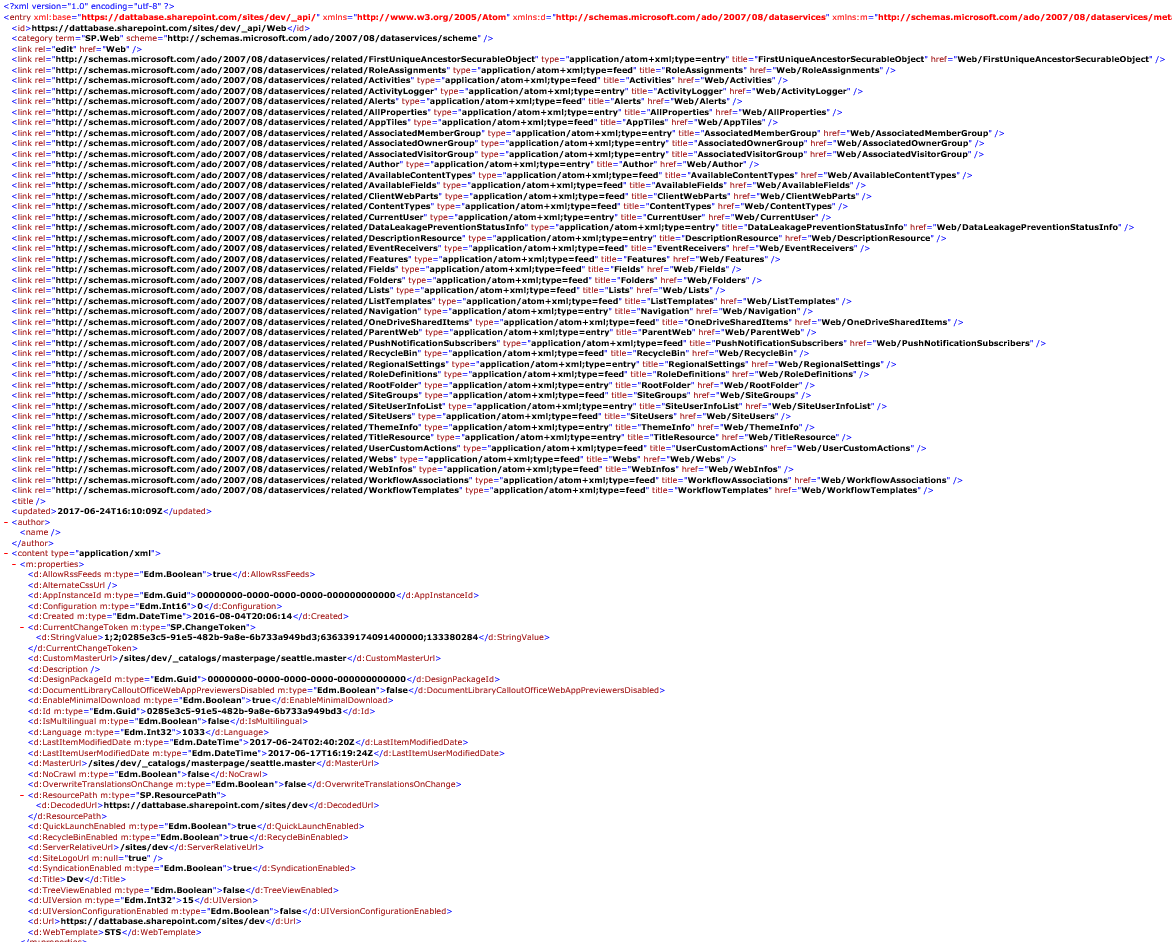 <?xml version="1.0" encoding="utf-8" ?>
<entry xml:base="https://dattabase.sharepoint.com/sites/dev/_api/" xmlns="http://www.w3.org/2005/Atom" xmlns:d="http://schemas.microsoft.com/ado/2007/08/dataservices" xmlns:m="http://schemas.microsoft.com/ado/2007/08/dataservices/met
<id>https://dattabase.sharepoint.com/sites/dev/_api/Web</id>
<category term="SP.Web" scheme="http://schemas.microsoft.com/ado/2007/08/dataservices/scheme" />
<link rel="edit" href="Web" />
<link rel="http://schemas.microsoft.com/ado/2007/08/dataservices/related/FirstUniqueAncestorSecurableObject" type="application/atom+xml;type=entry" title="FirstUniqueAncestorSecurableObject" href="Web/FirstUniqueAncestorSecurableObject" />
<link rel="http://schemas.microsoft.com/ado/2007/08/dataservices/related/RoleAssignments" type="application/atom+xml;type=feed" title="RoleAssignments" href="Web/RoleAssignments" />
<link rel="http://schemas.microsoft.com/ado/2007/08/dataservices/related/Activities" type="application/atom+xml;type=feed" title="Activities" href="Web/Activities" />
<link rel="http://schemas.microsoft.com/ado/2007/08/dataservices/related/ActivityLogger" type="application/atom+xml;type=entry" title="ActivityLogger" href="Web/ActivityLogger" />
<link rel="http://schemas.microsoft.com/ado/2007/08/dataservices/related/Alerts" type="application/atom+xml;type=feed" title="Alerts" href="Web/Alerts" />
<link rel="http://schemas.microsoft.com/ado/2007/08/dataservices/related/AllProperties" type="application/atom+xml;type=entry" title="AllProperties" href="Web/AllProperties" />
<link rel="http://schemas.microsoft.com/ado/2007/08/dataservices/related/AppTiles" type="application/atom+xml;type=feed" title="AppTiles" href="Web/AppTiles" />
<link rel="http://schemas.microsoft.com/ado/2007/08/dataservices/related/AssociatedMemberGroup" type="application/atom+xml;type=entry" title="AssociatedMemberGroup" href="Web/AssociatedMemberGroup" />
<link rel="http://schemas.microsoft.com/ado/2007/08/dataservices/related/AssociatedOwnerGroup" type="application/atom+xml;type=entry" title="AssociatedOwnerGroup" href="Web/AssociatedOwnerGroup" />
<link rel="http://schemas.microsoft.com/ado/2007/08/dataservices/related/AssociatedVisitorGroup" type="application/atom+xml;type=entry" title="AssociatedVisitorGroup" href="Web/AssociatedVisitorGroup" />
<link rel="http://schemas.microsoft.com/ado/2007/08/dataservices/related/Author" type="application/atom+xml;type=entry" title="Author" href="Web/Author" />
<link rel="http://schemas.microsoft.com/ado/2007/08/dataservices/related/AvailableContentTypes" type="application/atom+xml;type=feed" title="AvailableContentTypes" href="Web/AvailableContentTypes" />
<link rel="http://schemas.microsoft.com/ado/2007/08/dataservices/related/AvailableFields" type="application/atom+xml;type=feed" title="AvailableFields" href="Web/AvailableFields" />
<link rel="http://schemas.microsoft.com/ado/2007/08/dataservices/related/ClientWebParts" type="application/atom+xml;type=feed" title="ClientWebParts" href="Web/ClientWebParts" />
<link rel="http://schemas.microsoft.com/ado/2007/08/dataservices/related/ContentTypes" type="application/atom+xml;type=feed" title="ContentTypes" href="Web/ContentTypes" />
<link rel="http://schemas.microsoft.com/ado/2007/08/dataservices/related/CurrentUser" type="application/atom+xml;type=entry" title="CurrentUser" href="Web/CurrentUser" />
<link rel="http://schemas.microsoft.com/ado/2007/08/dataservices/related/DataLeakagePreventionStatusInfo" type="application/atom+xml;type=entry" title="DataLeakagePreventionStatusInfo" href="Web/DataLeakagePreventionStatusInfo" />
<link rel="http://schemas.microsoft.com/ado/2007/08/dataservices/related/DescriptionResource" type="application/atom+xml;type=entry" title="DescriptionResource" href="Web/DescriptionResource" />
<link rel="http://schemas.microsoft.com/ado/2007/08/dataservices/related/EventReceivers" type="application/atom+xml;type=feed" title="EventReceivers" href="Web/EventReceivers" />
<link rel="http://schemas.microsoft.com/ado/2007/08/dataservices/related/Features" type="application/atom+xml;type=feed" title="Features" href="Web/Features" />
<link rel="http://schemas.microsoft.com/ado/2007/08/dataservices/related/Fields" type="application/atom+xml;type=feed" title="Fields" href="Web/Fields" />
<link rel="http://schemas.microsoft.com/ado/2007/08/dataservices/related/Folders" type="application/atom+xml;type=feed" title="Folders" href="Web/Folders" />
<link rel="http://schemas.microsoft.com/ado/2007/08/dataservices/related/Lists" type="application/atom+xml;type=feed" title="Lists" href="Web/Lists" />
<link rel="http://schemas.microsoft.com/ado/2007/08/dataservices/related/ListTemplates" type="application/atom+xml;type=feed" title="ListTemplates" href="Web/ListTemplates" />
<link rel="http://schemas.microsoft.com/ado/2007/08/dataservices/related/Navigation" type="application/atom+xml;type=entry" title="Navigation" href="Web/Navigation" />
<link rel="http://schemas.microsoft.com/ado/2007/08/dataservices/related/OneDriveSharedItems" type="application/atom+xml;type=feed" title="OneDriveSharedItems" href="Web/OneDriveSharedItems" />
<link rel="http://schemas.microsoft.com/ado/2007/08/dataservices/related/ParentWeb" type="application/atom+xml;type=entry" title="ParentWeb" href="Web/ParentWeb" />
<link rel="http://schemas.microsoft.com/ado/2007/08/dataservices/related/PushNotificationSubscribers" type="application/atom+xml;type=feed" title="PushNotificationSubscribers" href="Web/PushNotificationSubscribers" />
<link rel="http://schemas.microsoft.com/ado/2007/08/dataservices/related/RecycleBin" type="application/atom+xml;type=feed" title="RecycleBin" href="Web/RecycleBin" />
<link rel="http://schemas.microsoft.com/ado/2007/08/dataservices/related/RegionalSettings" type="application/atom+xml;type=entry" title="RegionalSettings" href="Web/RegionalSettings" />
<link rel="http://schemas.microsoft.com/ado/2007/08/dataservices/related/RoleDefinitions" type="application/atom+xml;type=feed" title="RoleDefinitions" href="Web/RoleDefinitions" />
<link rel="http://schemas.microsoft.com/ado/2007/08/dataservices/related/RootFolder" type="application/atom+xml;type=entry" title="RootFolder" href="Web/RootFolder" />
<link rel="http://schemas.microsoft.com/ado/2007/08/dataservices/related/SiteGroups" type="application/atom+xml;type=feed" title="SiteGroups" href="Web/SiteGroups" />
<link rel="http://schemas.microsoft.com/ado/2007/08/dataservices/related/SiteUserInfoList" type="application/atom+xml;type=entry" title="SiteUserInfoList" href="Web/SiteUserInfoList" />
<link rel="http://schemas.microsoft.com/ado/2007/08/dataservices/related/SiteUsers" type="application/atom+xml;type=feed" title="SiteUsers" href="Web/SiteUsers" />
<link rel="http://schemas.microsoft.com/ado/2007/08/dataservices/related/ThemeInfo" type="application/atom+xml;type=entry" title="ThemeInfo" href="Web/ThemeInfo" />
<link rel="http://schemas.microsoft.com/ado/2007/08/dataservices/related/TitleResource" type="application/atom+xml;type=entry" title="TitleResource" href="Web/TitleResource" />
<link rel="http://schemas.microsoft.com/ado/2007/08/dataservices/related/UserCustomActions" type="application/atom+xml;type=feed" title="UserCustomActions" href="Web/UserCustomActions" />
<link rel="http://schemas.microsoft.com/ado/2007/08/dataservices/related/Webs" type="application/atom+xml;type=feed" title="Webs" href="Web/Webs" />
<link rel="http://schemas.microsoft.com/ado/2007/08/dataservices/related/WebInfos" type="application/atom+xml;type=feed" title="WebInfos" href="Web/WebInfos" />
<link rel="http://schemas.microsoft.com/ado/2007/08/dataservices/related/WorkflowAssociations" type="application/atom+xml;type=feed" title="WorkflowAssociations" href="Web/WorkflowAssociations" />
<link rel="http://schemas.microsoft.com/ado/2007/08/dataservices/related/WorkflowTemplates" type="application/atom+xml;type=feed" title="WorkflowTemplates" href="Web/WorkflowTemplates" />
<title />
<updated>2017-06-24T16:10:09Z</updated>
- <author>
<name />
</author>
- <content type="application/xml">
- <m:properties>
<d:AllowRssFeeds m:type="Edm.Boolean">true</d:AllowRssFeeds>
<d:AlternateCssUrl />
<d:AppInstanceId m:type="Edm.Guid">00000000-0000-0000-0000-000000000000</d:AppInstanceId>
<d:Configuration m:type="Edm.Int16">0</d:Configuration>
<d:Created m:type="Edm.DateTime">2016-08-04T20:06:14</d:Created>
- <d:CurrentChangeToken m:type="SP.ChangeToken">
<d:StringValue>1;2;0285e3c5-91e5-482b-9a8e-6b733a949bd3;636339174091400000;133380284</d:StringValue>
</d:CurrentChangeToken>
<d:CustomMasterUrl>/sites/dev/_catalogs/masterpage/seattle.master</d:CustomMasterUrl>
<d:Description />
<d:DesignPackageId m:type="Edm.Guid">00000000-0000-0000-0000-000000000000</d:DesignPackageId>
<d:DocumentLibraryCalloutOfficeWebAppPreviewersDisabled m:type="Edm.Boolean">false</d:DocumentLibraryCalloutOfficeWebAppPreviewersDisabled>
<d:EnableMinimalDownload m:type="Edm.Boolean">true</d:EnableMinimalDownload>
<d:Id m:type="Edm.Guid">0285e3c5-91e5-482b-9a8e-6b733a949bd3</d:Id>
<d:IsMultilingual m:type="Edm.Boolean">false</d:IsMultilingual>
<d:Language m:type="Edm.Int32">1033</d:Language>
<d:LastItemModifiedDate m:type="Edm.DateTime">2017-06-24T02:40:20Z</d:LastItemModifiedDate>
<d:LastItemUserModifiedDate m:type="Edm.DateTime">2017-06-17T16:19:24Z</d:LastItemUserModifiedDate>
<d:MasterUrl>/sites/dev/_catalogs/masterpage/seattle.master</d:MasterUrl>
<d:NoCrawl m:type="Edm.Boolean">false</d:NoCrawl>
<d:OverwriteTranslationsOnChange m:type="Edm.Boolean">false</d:OverwriteTranslationsOnChange>
- <d:ResourcePath m:type="SP.ResourcePath">
<d:DecodedUrl>https://dattabase.sharepoint.com/sites/dev</d:DecodedUrl>
</d:ResourcePath>
<d:QuickLaunchEnabled m:type="Edm.Boolean">true</d:QuickLaunchEnabled>
<d:RecycleBinEnabled m:type="Edm.Boolean">true</d:RecycleBinEnabled>
<d:ServerRelativeUrl>/sites/dev</d:ServerRelativeUrl>
<d:SiteLogoUrl m:null="true" />
<d:SyndicationEnabled m:type="Edm.Boolean">true</d:SyndicationEnabled>
<d:Title>Dev</d:Title>
<d:TreeViewEnabled m:type="Edm.Boolean">false</d:TreeViewEnabled>
<d:UIVersion m:type="Edm.Int32">15</d:UIVersion>
<d:UIVersionConfigurationEnabled m:type="Edm.Boolean">false</d:UIVersionConfigurationEnabled>
<d:Url>https://dattabase.sharepoint.com/sites/dev</d:Url>
<d:WebTemplate>STS</d:WebTemplate>
</m:properties>